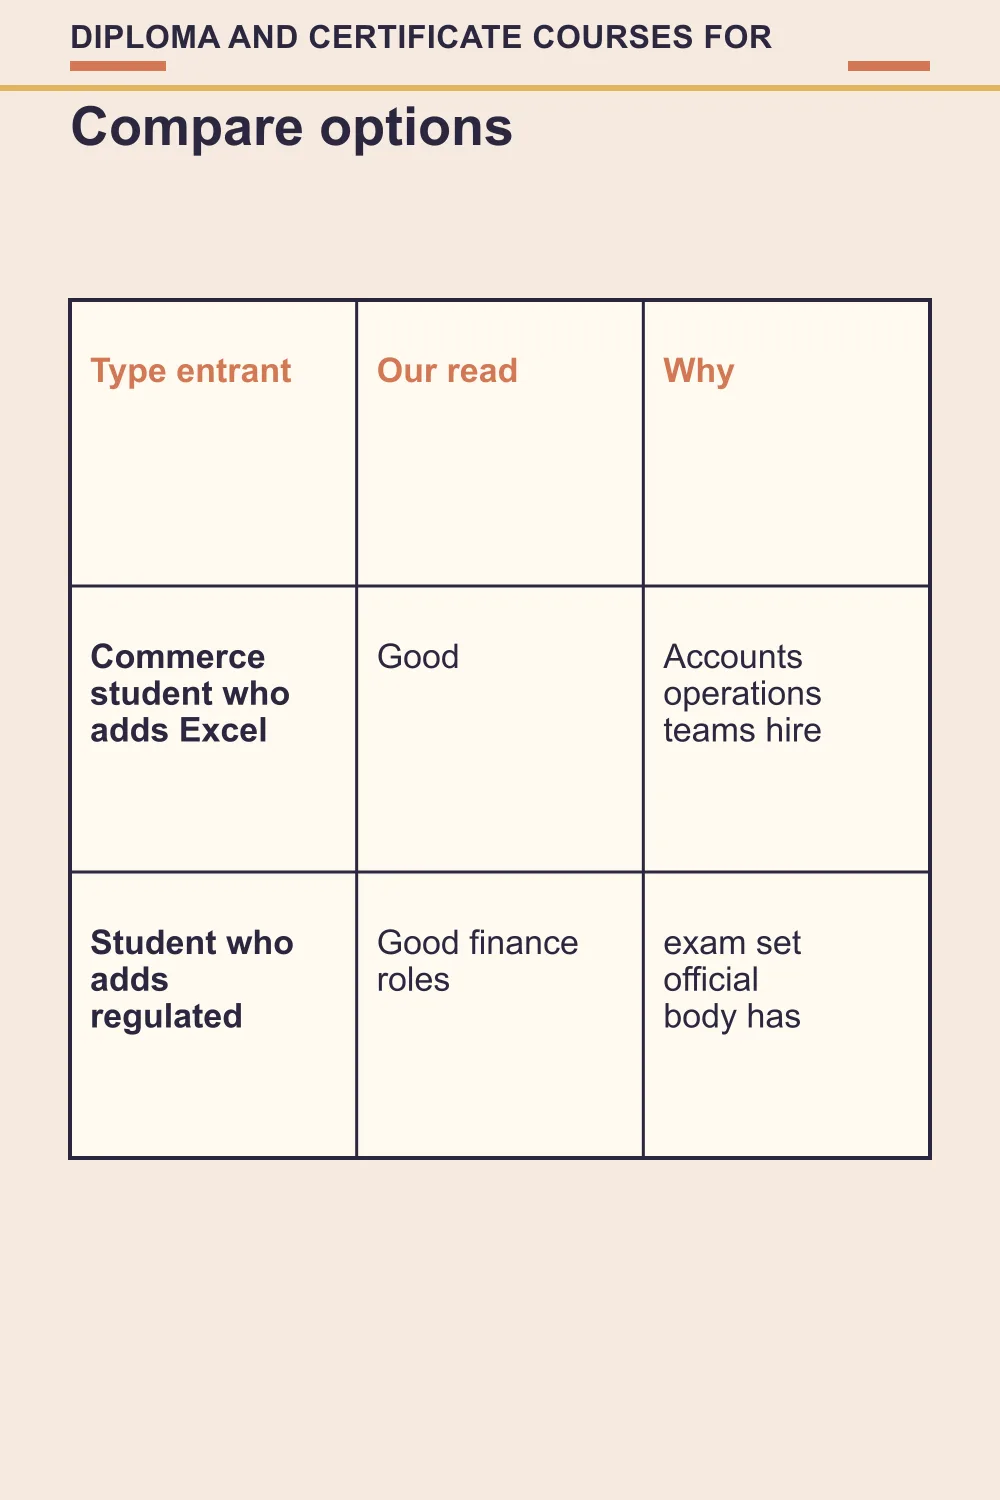 DIPLOMA AND CERTIFICATE COURSES FOR
Compare options
Type entrant
Our read
Why
Commerce
student who
adds Excel
Good
Accounts
operations
teams hire
Student who
adds
regulated
Good finance
roles
exam set
official
body has